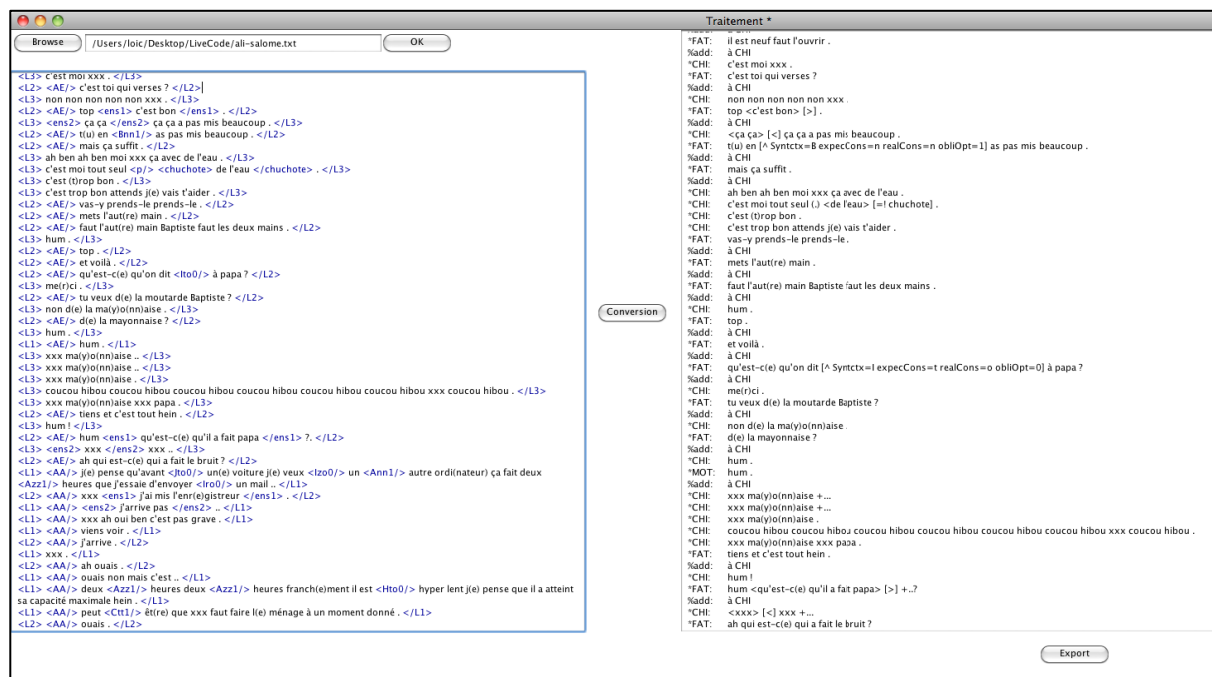 Traitement *
Browse
/Users/loic/Desktop/LiveCode/ali-salome.txt
OK
<L3> c'est moi xxx . </L3>
<L2> <AE/> c'est toi qui verses ? </L2>
<L3> non non non non non xxx . </L3>
<L2> <AE/> top <ens1> c'est bon </ens1> . </L2>
<L3> <ens2> ça ça </ens2> ça ça a pas mis beaucoup . </L3>
<L2> <AE/> t(u) en <Bnn1/> as pas mis beaucoup . </L2>
<L2> <AE/> mais ça suffit . </L2>
<L3> ah ben ah ben moi xxx ça avec de l'eau . </L3>
<L3> c'est moi tout seul <p/> <chuchote> de l'eau </chuchote> . </L3>
<L3> c'est (t)rop bon . </L3>
<L3> c'est trop bon attends j(e) vais t'aider . </L3>
<L2> <AE/> vas-y prends-le prends-le . </L2>
<L2> <AE/> mets l'aut(re) main . </L2>
<L2> <AE/> faut l'aut(re) main Baptiste faut les deux mains . </L2>
<L3> hum . </L3>
<L2> <AE/> top . </L2>
<L2> <AE/> et voilà . </L2>
<L2> <AE/> qu'est-c(e) qu'on dit <Ito0/> à papa ? </L2>
<L3> me(r)ci . </L3>
<L2> <AE/> tu veux d(e) la moutarde Baptiste ? </L2>
<L3> non d(e) la ma(y)o(nn)aise . </L3>
<L2> <AE/> d(e) la mayonnaise ? </L2>
<L3> hum . </L3>
<L1> <AE/> hum . </L1>
<L3> xxx ma(y)o(nn)aise .. </L3>
<L3> xxx ma(y)o(nn)aise .. </L3>
<L3> xxx ma(y)o(nn)aise . </L3>
<L3> coucou hibou coucou hibou coucou hibou coucou hibou coucou hibou coucou hibou coucou hibou xxx coucou hibou . </L3>
<L3> xxx ma(y)o(nn)aise xxx papa . </L3>
<L2> <AE/> tiens et c'est tout hein . </L2>
<L3> hum ! </L3>
<L2> <AE/> hum <ens1> qu'est-c(e) qu'il a fait papa </ens1> ?. </L2>
<L3> <ens2> xxx </ens2> xxx .. </L3>
<L2> <AE/> ah qui est-c(e) qui a fait le bruit ? </L2>
<L1> <AA/> j(e) pense qu'avant <Jto0/> un(e) voiture j(e) veux <Izo0/> un <Ann1/> autre ordi(nateur) ça fait deux
<Azz1/> heures que j'essaie d'envoyer <Iro0/> un mail .. </L1>
<L2> <AA/> xxx <ens1> j'ai mis l'enr(e)gistreur </ens1> . </L2>
<L1> <AA/> <ens2> j'arrive pas </ens2> .. </L1>
<L1> <AA/> xxx ah oui ben c'est pas grave . </L1>
<L1> <AA/> viens voir . </L1>
<L2> <AA/> j'arrive . </L2>
<L1> xxx . </L1>
<L2> <AA/> ah ouais . </L2>
<L1> <AA/> ouais non mais c'est .. </L1>
<L1> <AA/> deux <Azz1/> heures deux <Azz1/> heures franch(e)ment il est <Hto0/> hyper lent j(e) pense que il a atteint
sa capacité maximale hein . </L1>
<L1> <AA/> peut <Ctt1/> êt(re) que xxx faut faire l(e) ménage à un moment donné . </L1>
<L2> <AA/> ouais . </L2>
Conversion
*FAT: il est neuf faut l'ouvrir .
%add: à CHI
*CHI: c'est moi xxx .
*FAT: c'est toi qui verses ?
%add: à CHI
*CHI: non non non non non xxx .
*FAT: top <c'est bon> [>] .
%add: à CHI
*CHI: <ça ça> [<] ça ça a pas mis beaucoup .
*FAT: t(u) en [^ Syntctx=B expecCons=n realCons=n obliOpt=1] as pas mis beaucoup .
%add: à CHI
*FAT: mais ça suffit .
%add: à CHI
*CHI: ah ben ah ben moi xxx ça avec de l'eau .
*CHI: c'est moi tout seul (.) <de l'eau> [=! chuchote] .
*CHI: c'est (t)rop bon .
*CHI: c'est trop bon attends j(e) vais t'aider .
*FAT: vas-y prends-le prends-le .
%add: à CHI
*FAT: mets l'aut(re) main .
%add: à CHI
*FAT: faut l'aut(re) main Baptiste faut les deux mains .
%add: à CHI
*CHI: hum .
*FAT: top .
%add: à CHI
*FAT: et voilà .
%add: à CHI
*FAT: qu'est-c(e) qu'on dit [^ Syntctx=I expecCons=t realCons=o obliOpt=0] à papa ?
%add: à CHI
*CHI: me(r)ci .
*FAT: tu veux d(e) la moutarde Baptiste ?
%add: à CHI
*CHI: non d(e) la ma(y)o(nn)aise
*FAT: d(e) la mayonnaise ?
%add: à CHI
*CHI: hum .
*MOT: hum .
%add: à CHI
*CHI: xxx ma(y)o(nn)aise +...
*CHI: xxx ma(y)o(nn)aise +...
*CHI: xxx ma(y)o(nn)aise .
*CHI: coucou hibou coucou hibou coucou hibou coucou hibou coucou hibou coucou hibou coucou hibou xxx coucou hibou .
*CHI: xxx ma(y)o(nn)aise xxx papa .
*FAT: tiens et c'est tout hein .
%add: à CHI
*CHI: hum !
*FAT: hum <qu'est-c(e) qu'il a fait papa> [>] +..?
%add: à CHI
*CHI: <xxx> [<] xxx +...
*FAT: ah qui est-c(e) qui a fait le bruit ?
Export